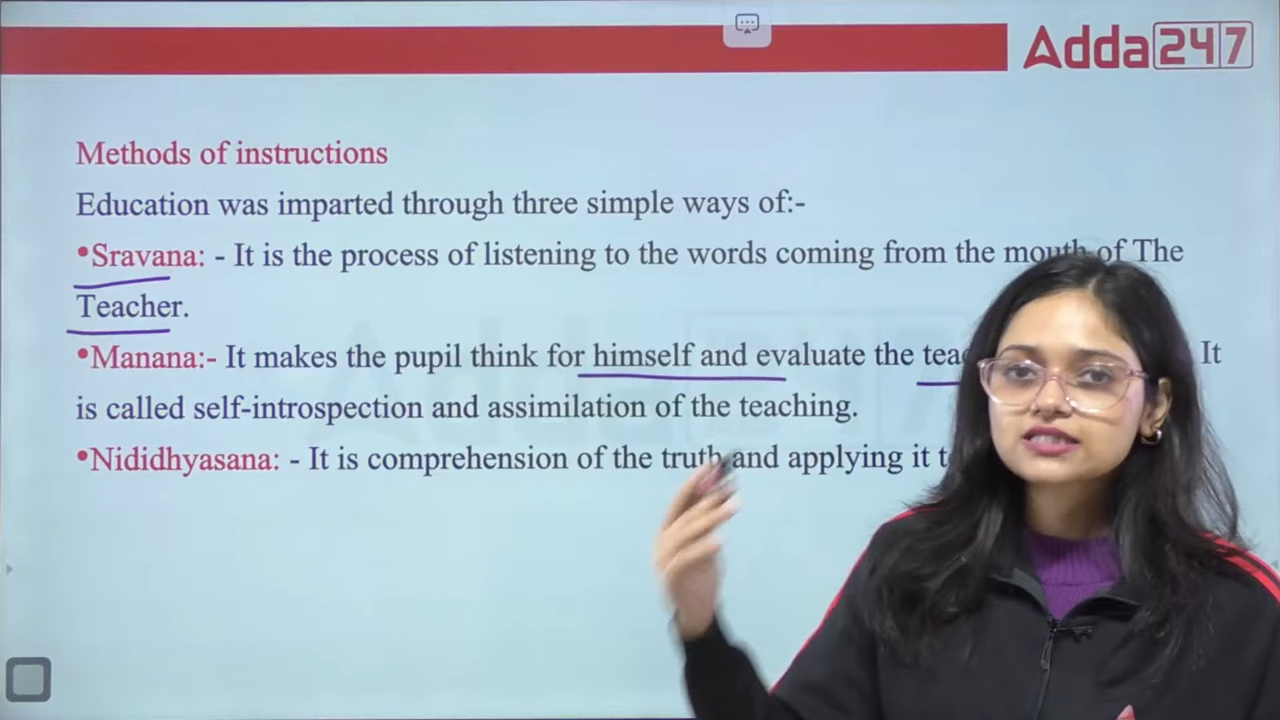 Adda247
Methods of instructions
Education was imparted through three simple ways of:-
•Sravana: - It is the process of listening to the words coming from the mouth of The
Teacher.
•Manana:- It makes the pupil think for himself and evaluate the It
is called self-introspection and assimilation of the teaching.
•Nididhyasana: - It is comprehension of the truth and applying it